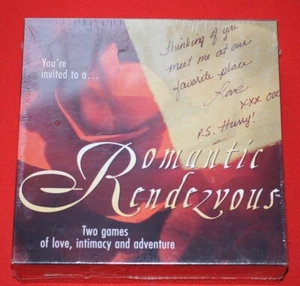 You're
invited to a...
Thinking of you
meet me at our
favorite place
Love
xxx ooo
P.S. Hurry!
Romantic
Rendezvous
Two games
of love, intimacy and adventure